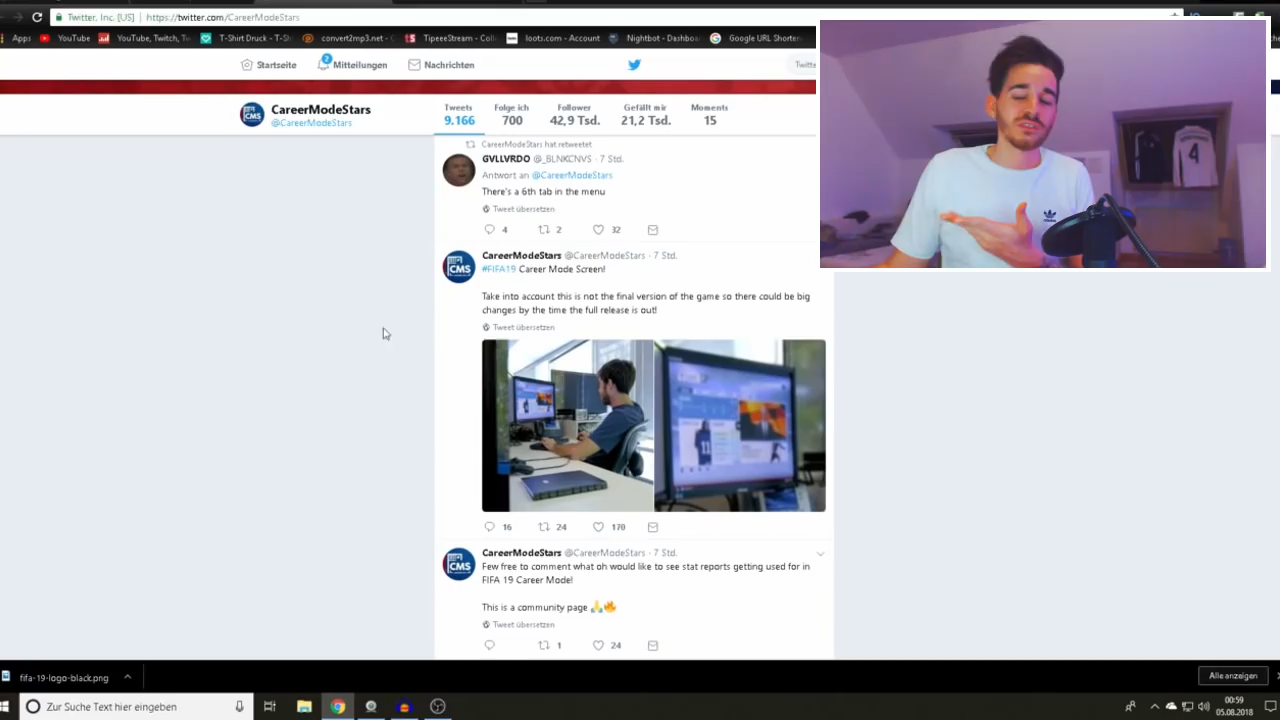 Twitter, Inc. [US] | https://twitter.com/CareerModeStars
Apps YouTube YouTube, Twitch, Tw T-Shirt Druck - T-Sh convert2mp3.net - C TipeeeStream - Coll loots.com - Account Nightbot - Dashboa Google URL Shorten
Startseite 2 Mitteilungen Nachrichten
CareerModeStars
@CareerModeStars
Tweets Folge ich Follower Gefällt mir Moments
9.166 700 42,9 Tsd. 21,2 Tsd. 15
CareerModeStars hat retweetet
GVLLVRDO @_BLNKCNVS · 7 Std.
Antwort an @CareerModeStars
There's a 6th tab in the menu
Tweet übersetzen
4 2 32
CareerModeStars @CareerModeStars · 7 Std.
#FIFA19 Career Mode Screen!
Take into account this is not the final version of the game so there could be big
changes by the time the full release is out!
Tweet übersetzen
16 24 170
CareerModeStars @CareerModeStars · 7 Std.
Few free to comment what oh would like to see stat reports getting used for in
FIFA 19 Career Mode!
This is a community page 🙏🔥
Tweet übersetzen
1 24
CMS
CMS
CMS
4
11
fifa-19-logo-black.png
Alle anzeigen
Zur Suche Text hier eingeben
00:59
05.08.2018